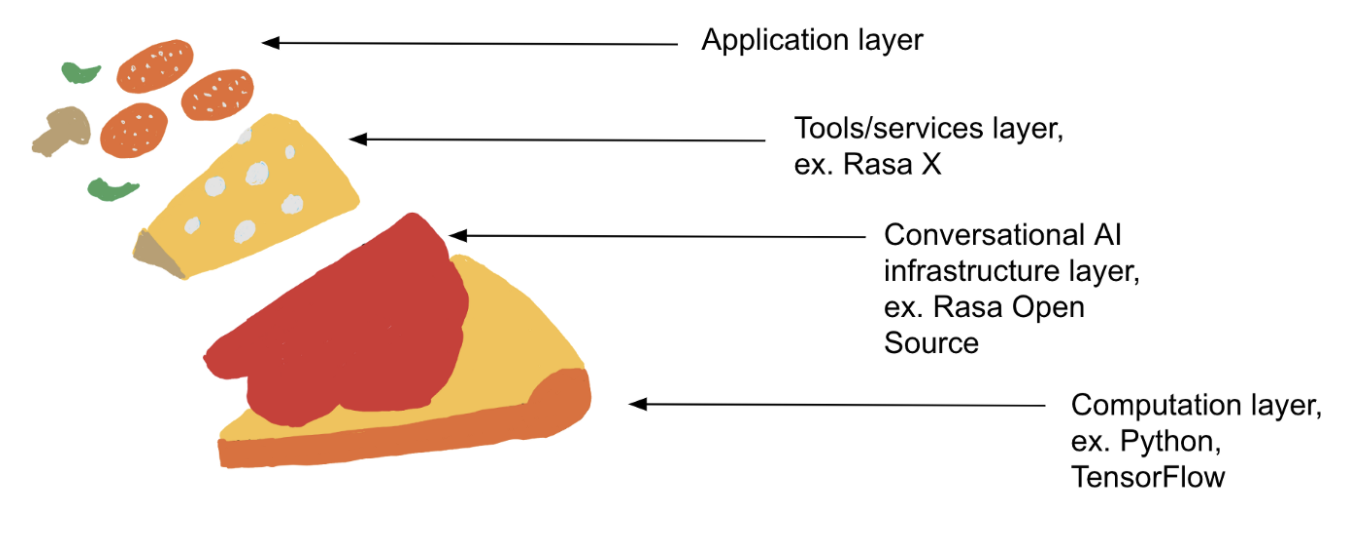 Application layer
Tools/services layer,
ex. Rasa X
Conversational AI
infrastructure layer,
ex. Rasa Open
Source
Computation layer,
ex. Python,
TensorFlow